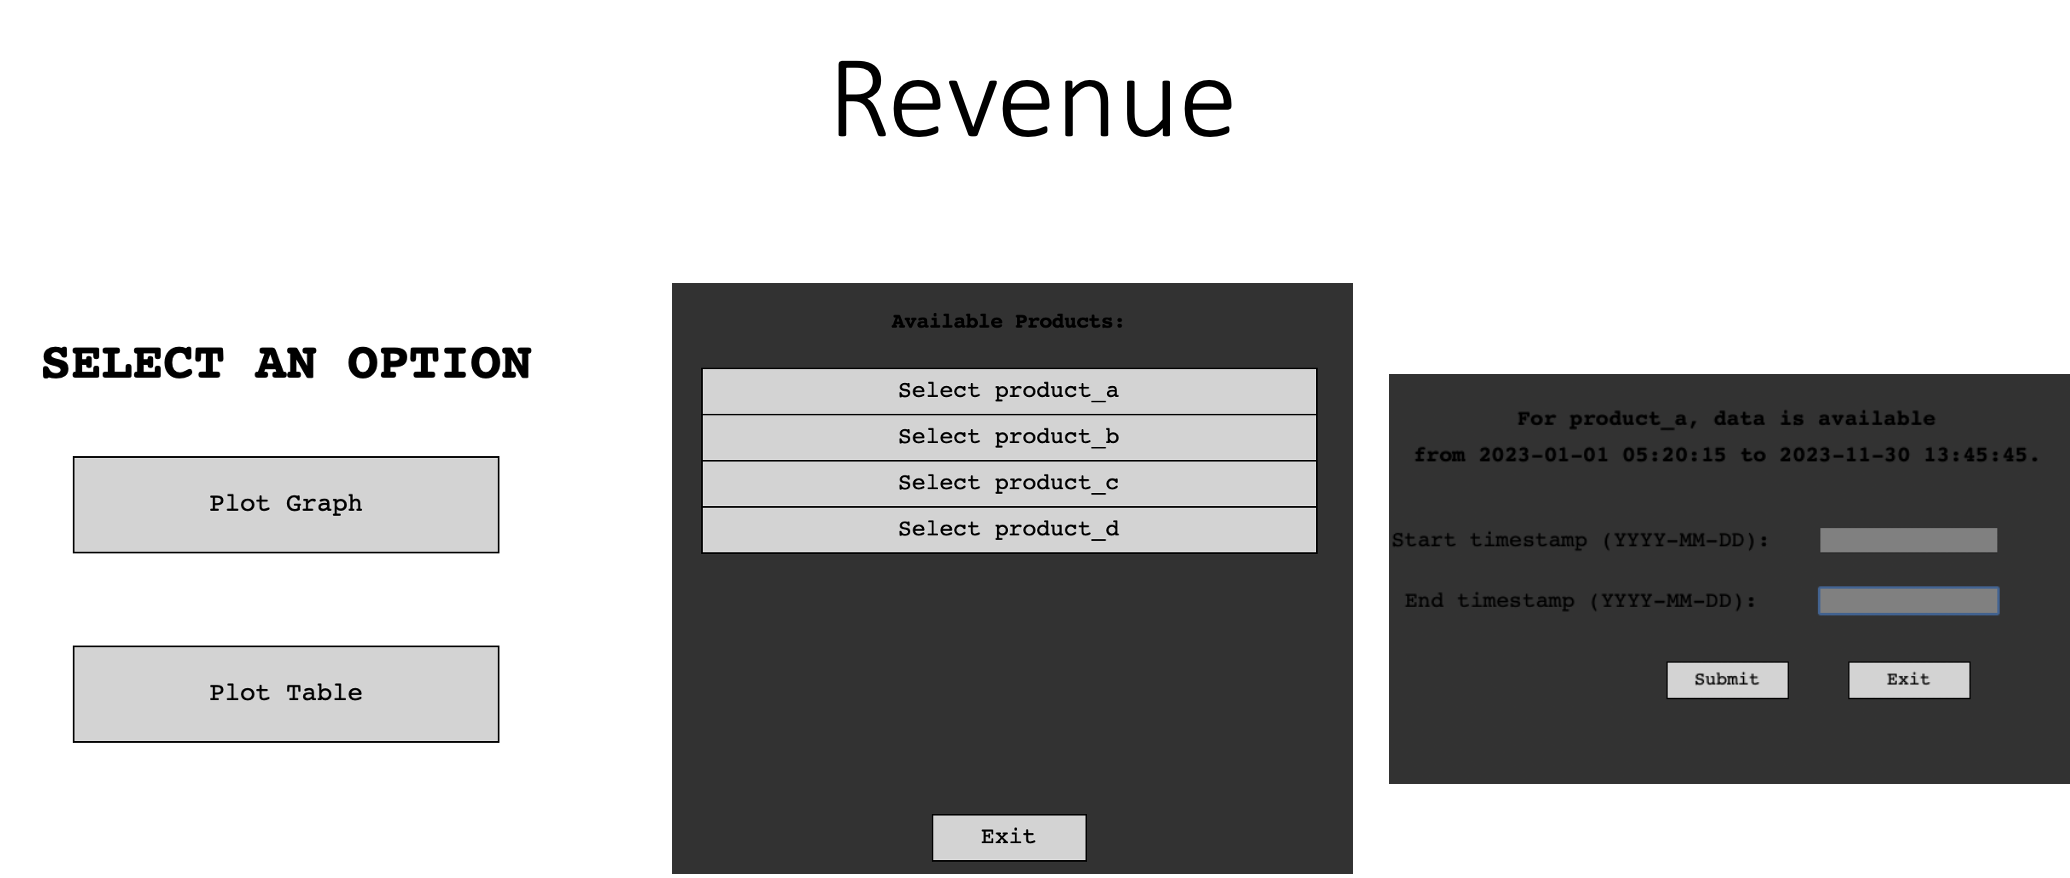 Revenue
SELECT AN OPTION
Plot Graph
Plot Table
Available Products:
Select product_a
Select product_b
Select product_c
Select product_d
Exit
For product_a, data is available
from 2023-01-01 05:20:15 to 2023-11-30 13:45:45.
Start timestamp (YYYY-MM-DD):
End timestamp (YYYY-MM-DD):
Submit Exit